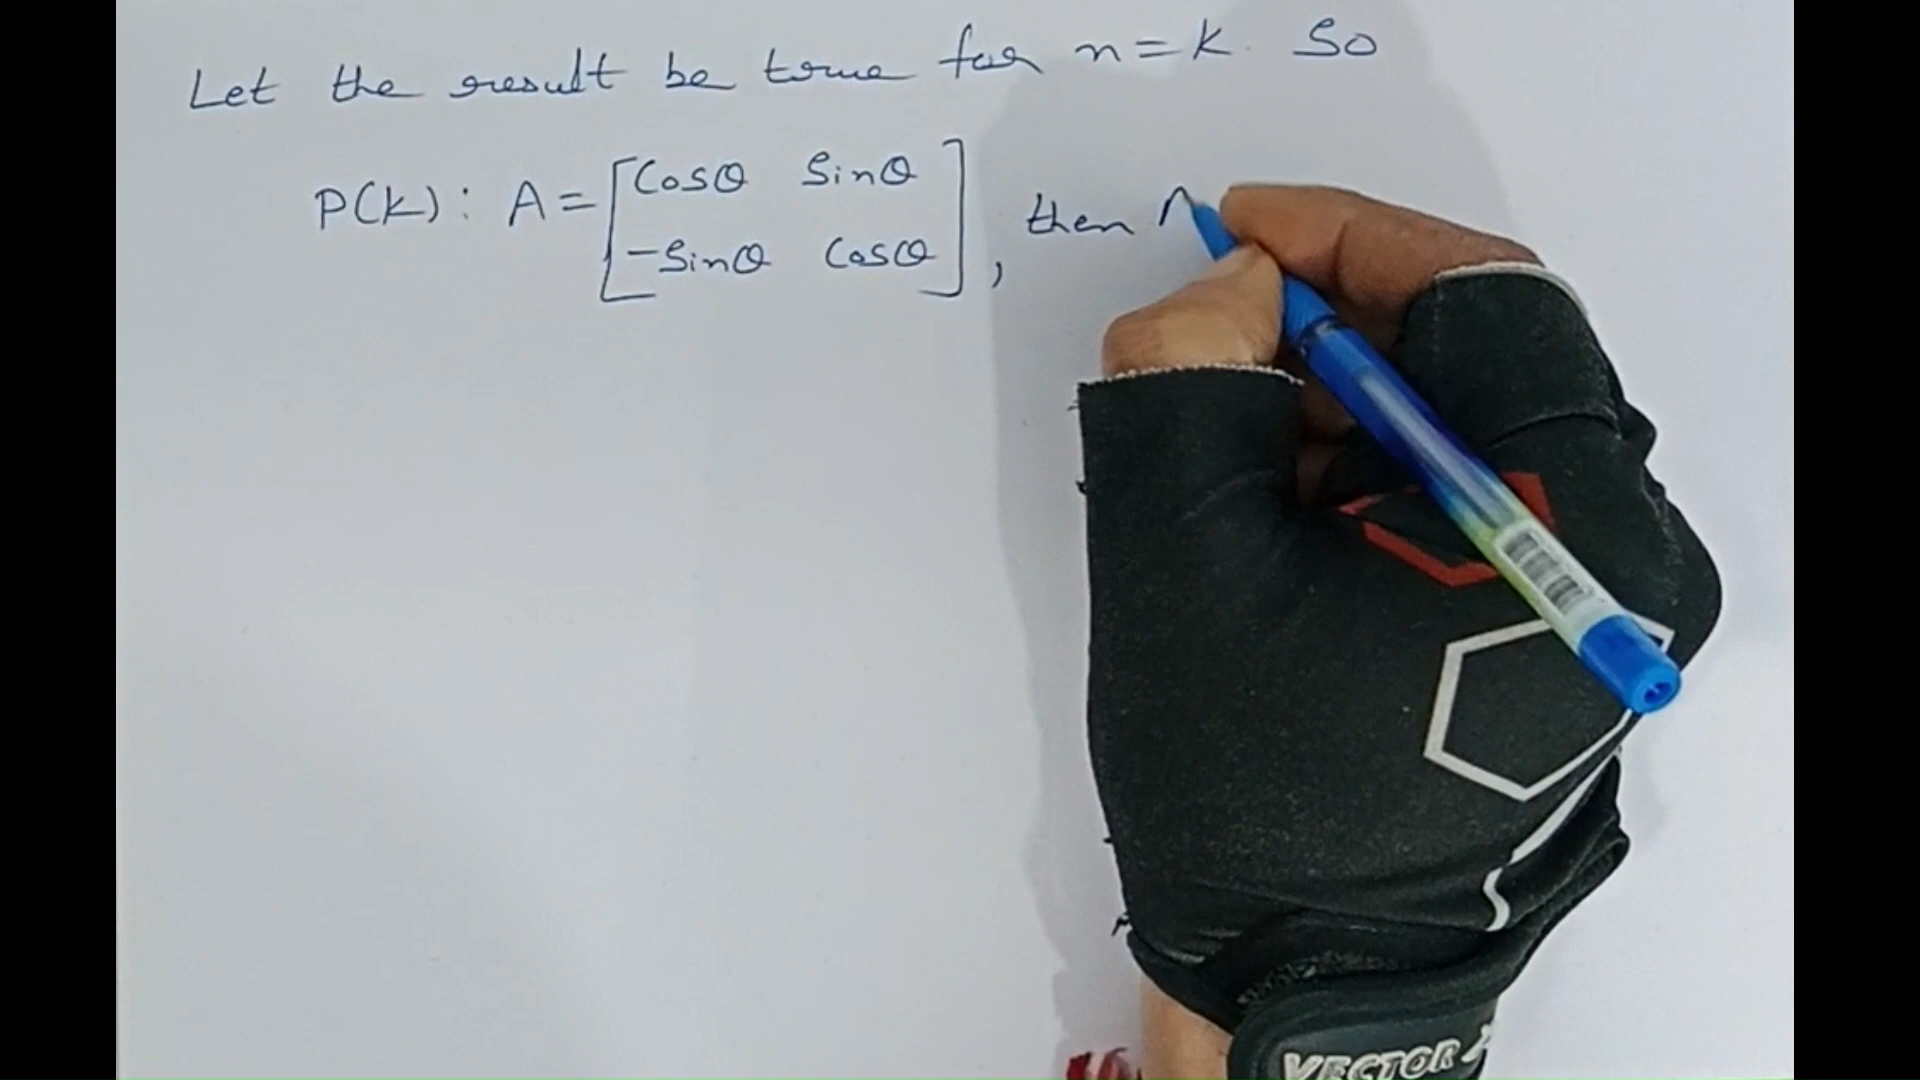 Let the result be true for n=k. So
P(k): A = [Cosθ Sinθ
-Sinθ Cosθ], then
VECTOR X